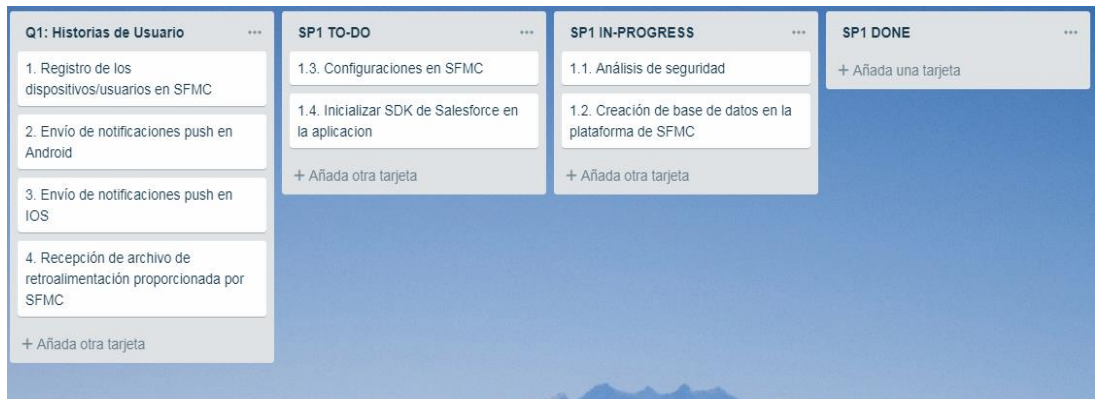 Q1: Historias de Usuario
1. Registro de los
dispositivos/usuarios en SFMC
2. Envío de notificaciones push en
Android
3. Envío de notificaciones push en
IOS
4. Recepción de archivo de
retroalimentación proporcionada por
SFMC
+ Añada otra tarjeta
SP1 TO-DO
1.3. Configuraciones en SFMC
1.4. Inicializar SDK de Salesforce en
la aplicacion
+ Añada otra tarjeta
SP1 IN-PROGRESS
1.1. Análisis de seguridad
1.2. Creación de base de datos en la
plataforma de SFMC
+ Añada otra tarjeta
SP1 DONE
+ Añada una tarjeta